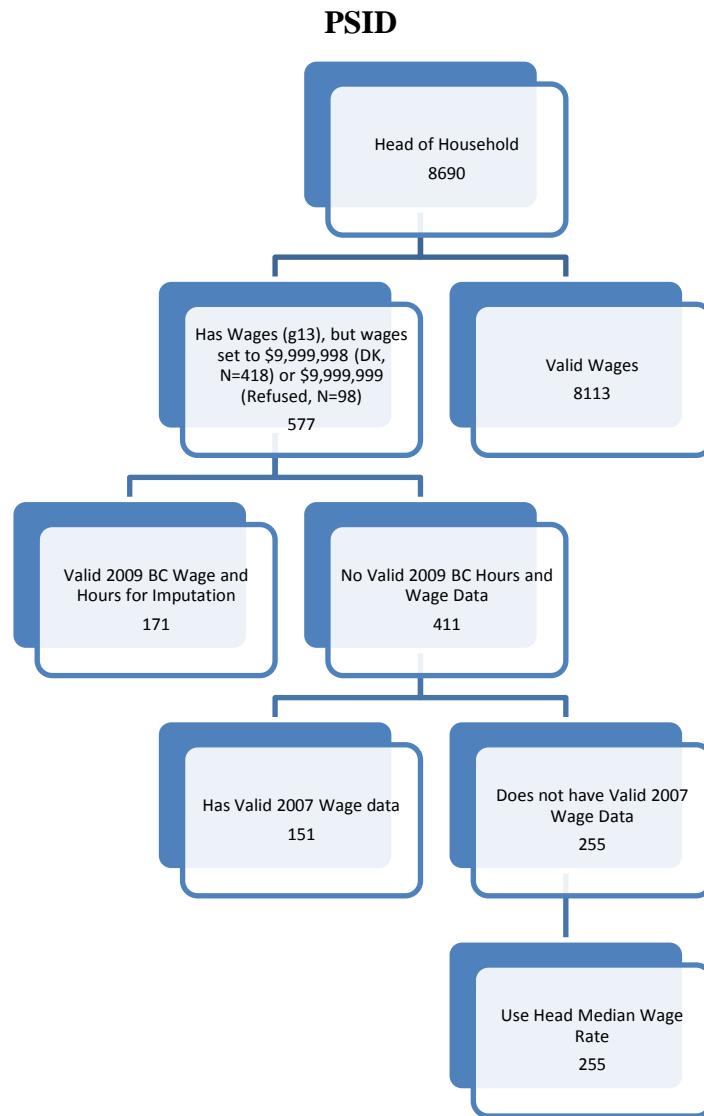 PSID
Head of Household
8690
Has Wages (g13), but wages
set to $9,999,998 (DK,
N=418) or $9,999,999
(Refused, N=98)
577
Valid Wages
8113
Valid 2009 BC Wage and
Hours for Imputation
171
No Valid 2009 BC Hours and
Wage Data
411
Has Valid 2007 Wage data
151
Does not have Valid 2007
Wage Data
255
Use Head Median Wage
Rate
255